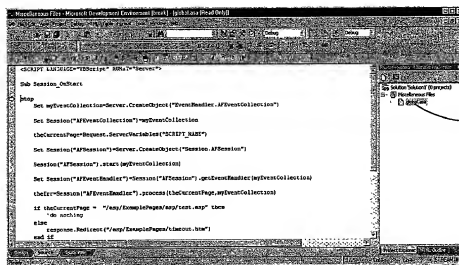 Miscellaneous Files - Microsoft Development Environment [break] - [global.asa [Read Only]]
Debug
Debug
<SCRIPT LANGUAGE="VBScript" RUNAT="Server">
Sub Session_OnStart
stop
Set myEventCollection=Server.CreateObject("EventHandler.AFEventCollection")
Set Session("AFEventCollection")=myEventCollection
theCurrentPage=Request.ServerVariables("SCRIPT_NAME")
Set Session("AFSession")=Server.CreateObject("Session.AFSession")
Session("AFSession").start(myEventCollection)
Set Session("AFEventHandler")=Session("AFSession").getEventHandler(myEventCollection)
theErr=Session("AFEventHandler").process(theCurrentPage,myEventCollection)
if theCurrentPage = "/asp/ExamplePages/asp/test.asp" then
'do nothing
else
response.Redirect("/asp/ExamplePages/timeout.htm")
end if
Solution 'Solution1' (0 projects)
Miscellaneous Files